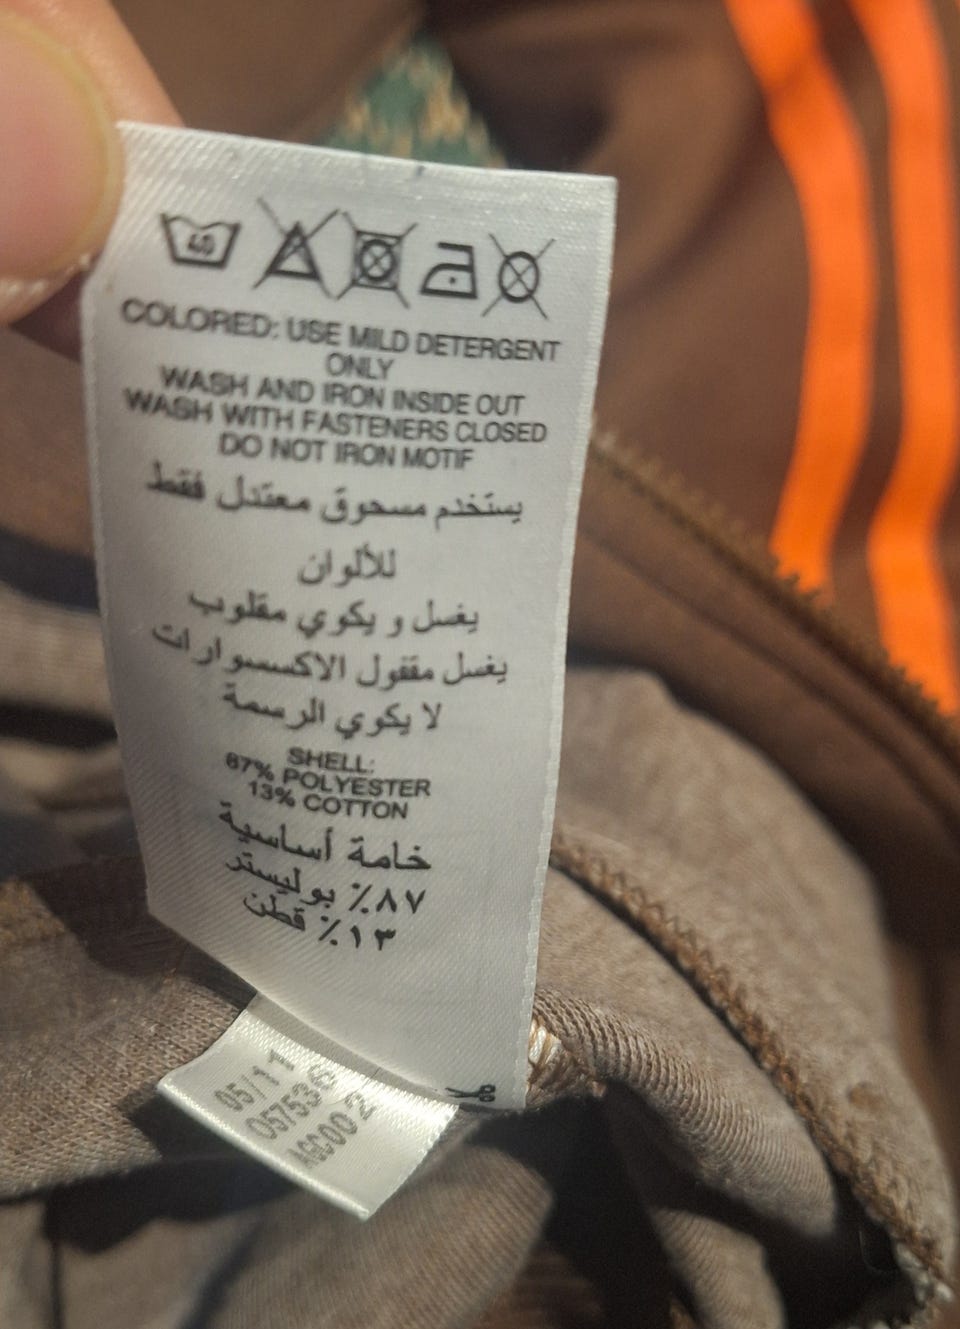 40
COLORED: USE MILD DETERGENT
ONLY
WASH AND IRON INSIDE OUT
WASH WITH FASTENERS CLOSED
DO NOT IRON MOTIF
يستخدم مسحوق معتدل فقط
للألوان
يغسل و يكوي مقلوب
يغسل مقفول الاكسسوارات
لا يكوي الرسمة
SHELL:
87% POLYESTER
13% COTTON
خامة أساسية
٨٧٪ بوليستر
١٣٪ قطن
05/11